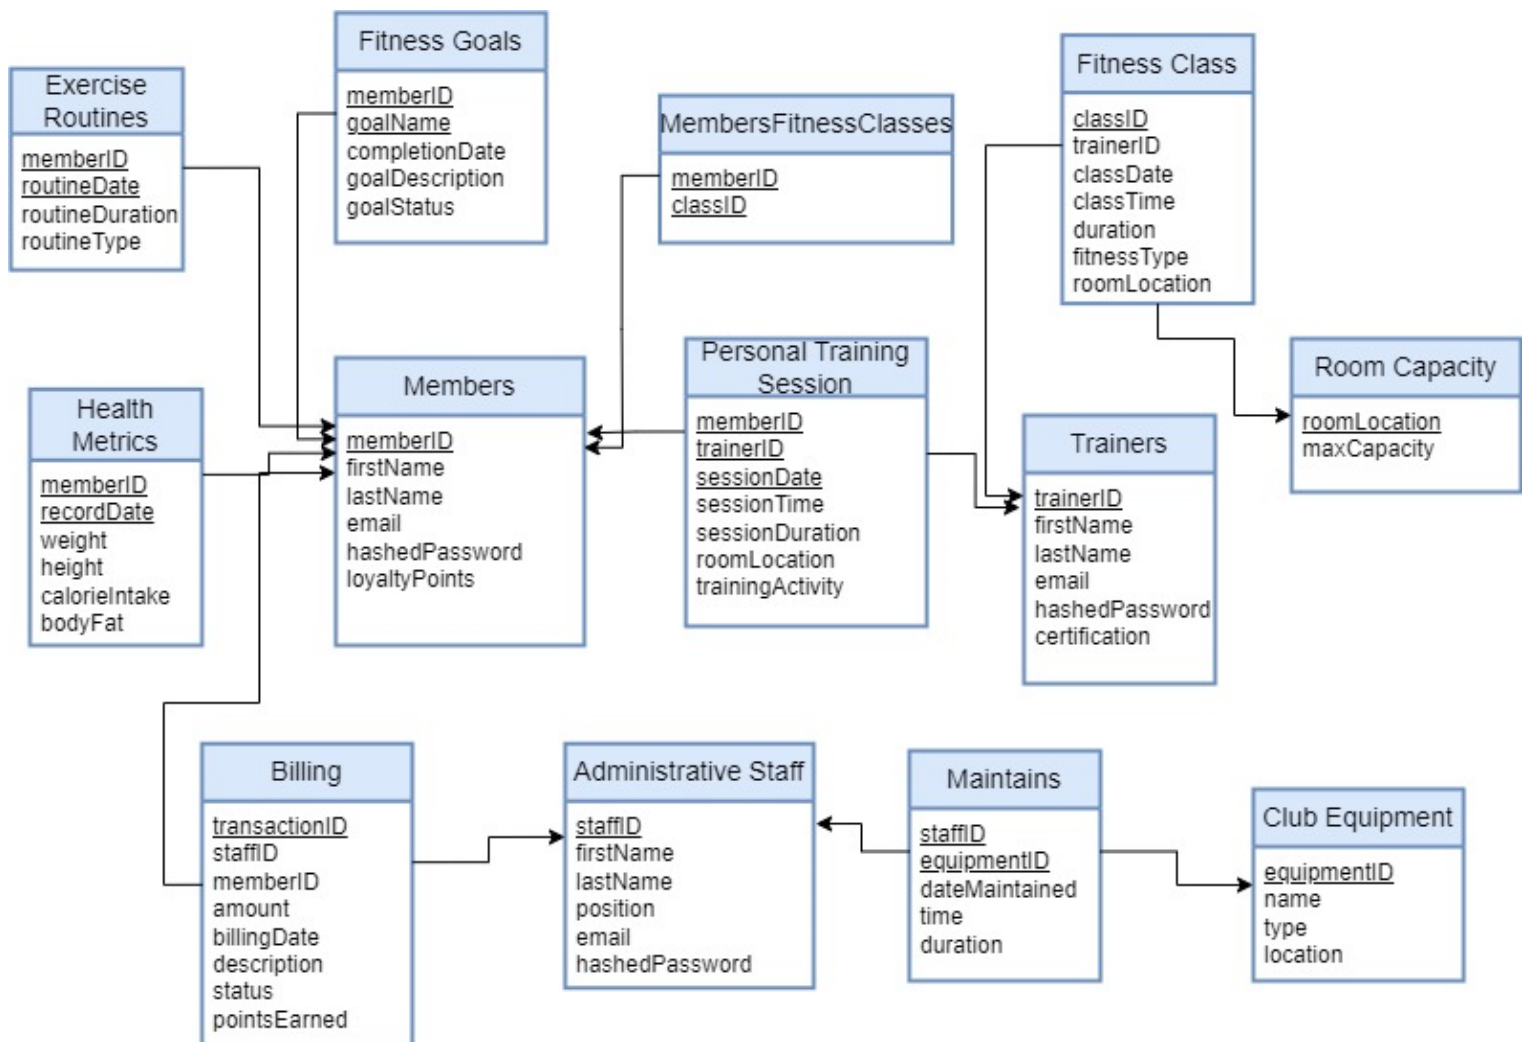 Exercise
Routines
memberID
routineDate
routineDuration
routineType
Fitness Goals
memberID
goalName
completionDate
goalDescription
goalStatus
MembersFitnessClasses
memberID
classID
Fitness Class
classID
trainerID
classDate
classTime
duration
fitnessType
roomLocation
Health
Metrics
memberID
recordDate
weight
height
calorieIntake
bodyFat
Members
memberID
firstName
lastName
email
hashedPassword
loyaltyPoints
Personal Training
Session
memberID
trainerID
sessionDate
sessionTime
sessionDuration
roomLocation
trainingActivity
Trainers
trainerID
firstName
lastName
email
hashedPassword
certification
Room Capacity
roomLocation
maxCapacity
Billing
transactionID
staffID
memberID
amount
billingDate
description
status
pointsEarned
Administrative Staff
staffID
firstName
lastName
position
email
hashedPassword
Maintains
staffID
equipmentID
dateMaintained
time
duration
Club Equipment
equipmentID
name
type
location